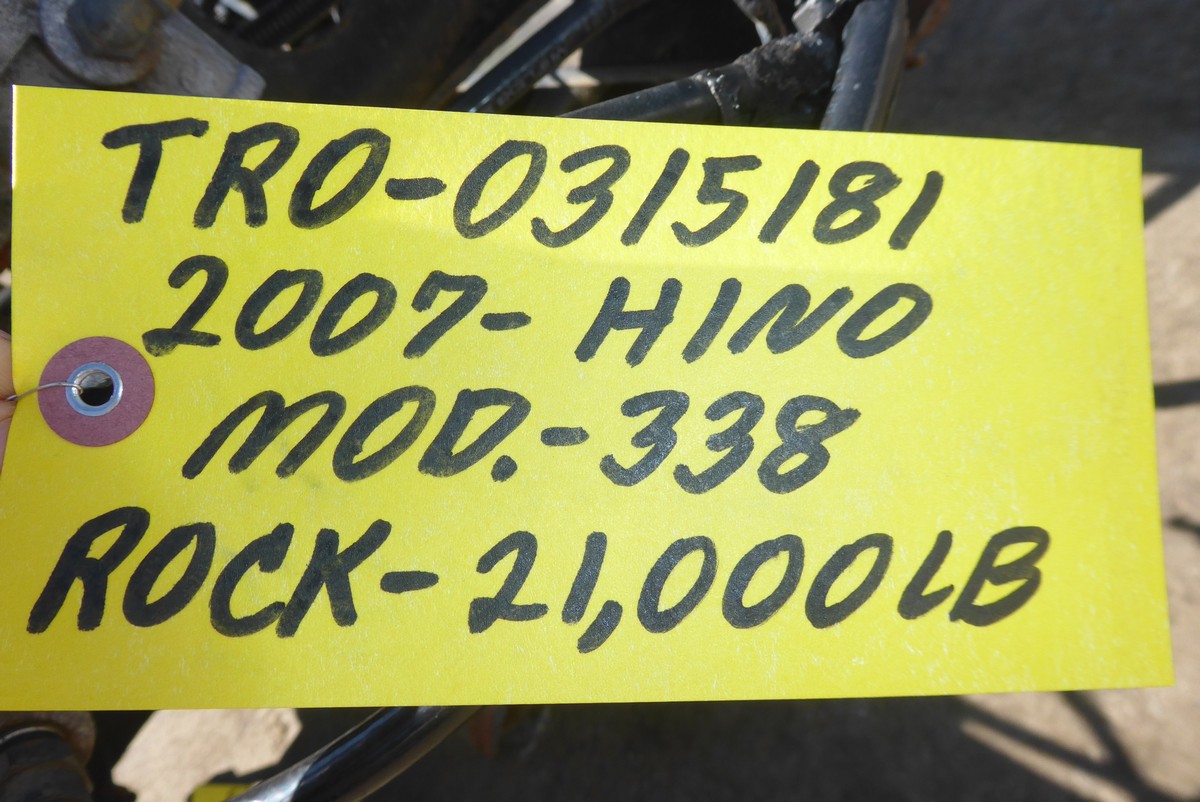 TRO-0315181
2007- HINO
MOD.-338
ROCK-21,000LB